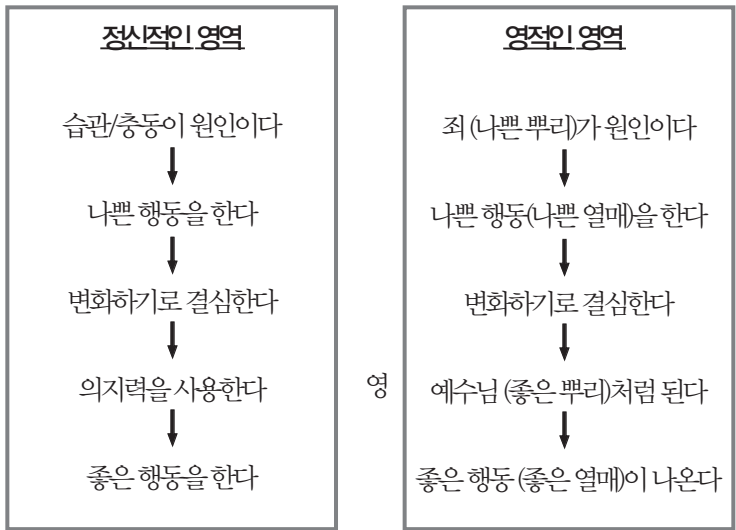 정신적인 영역
습관/충동이 원인이다
나쁜 행동을 한다
변화하기로 결심한다
의지력을 사용한다
좋은 행동을 한다
영
영적인 영역
죄 (나쁜 뿌리)가 원인이다
나쁜 행동(나쁜 열매)을 한다
변화하기로 결심한다
예수님 (좋은 뿌리)처럼 된다
좋은 행동 (좋은 열매)이 나온다